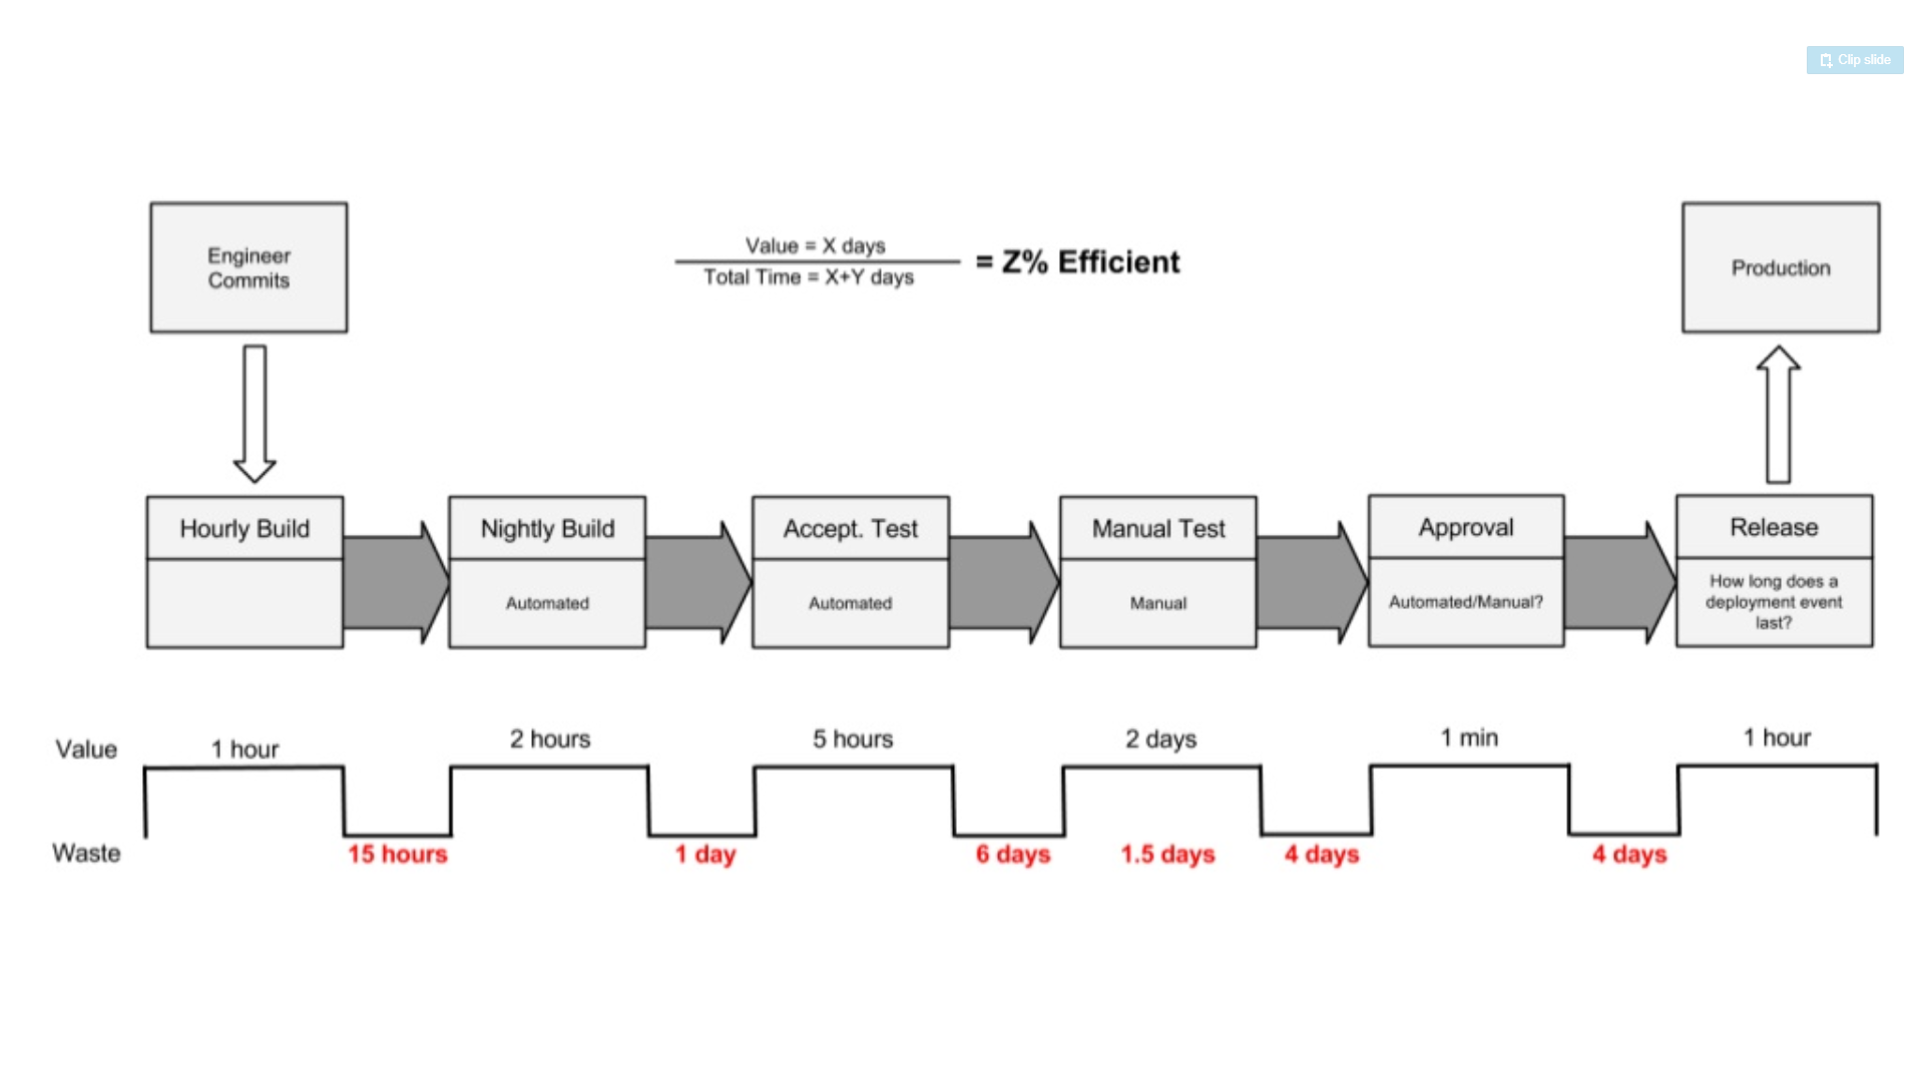 Clip slide
Engineer
Commits
Value = X days
Total Time = X+Y days
= Z% Efficient
Production
Hourly Build
Nightly Build
Automated
Accept. Test
Automated
Manual Test
Manual
Approval
Automated/Manual?
Release
How long does a
deployment event
last?
Value
1 hour
2 hours
5 hours
2 days
1 min
1 hour
Waste
15 hours
1 day
6 days
1.5 days
4 days
4 days